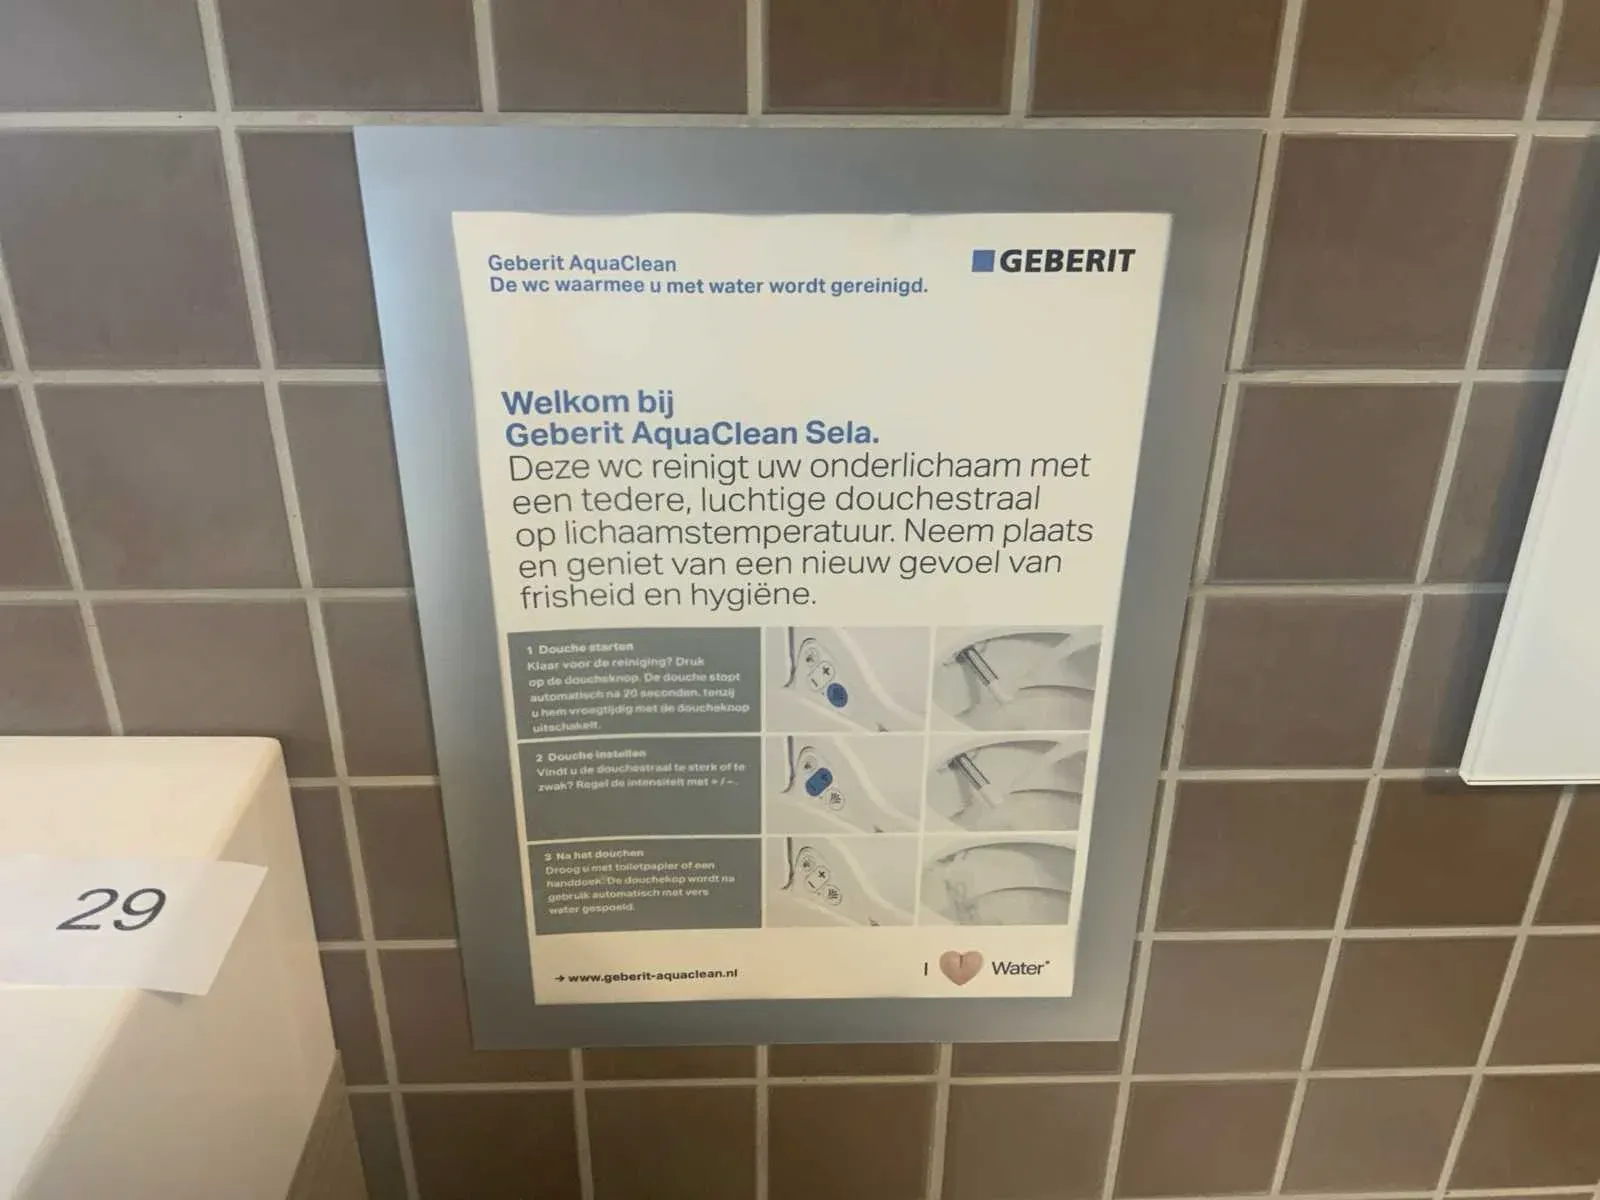 Geberit AquaClean
De wc waarmee u met water wordt gereinigd.
GEBERIT
Welkom bij
Geberit AquaClean Sela.
Deze wc reinigt uw onderlichaam met
een tedere, luchtige douchestraal
op lichaamstemperatuur. Neem plaats
en geniet van een nieuw gevoel van
frisheid en hygiëne.
1 Douche starten
Klaar voor de reiniging? Druk
op de doucheknop. De douche stopt
automatisch na 20 seconden, tenzij
u hem vroegtijdig met de doucheknop
uitschakelt.
2 Douche instellen
Vindt u de douchestraal te sterk of te
zwak? Regel de intensiteit met + / –.
3 Na het douchen
Droog u met toiletpapier of een
handdoek. De douchekop wordt na
gebruik automatisch met vers
water gespoeld.
→ www.geberit-aquaclean.nl
I Water*
29